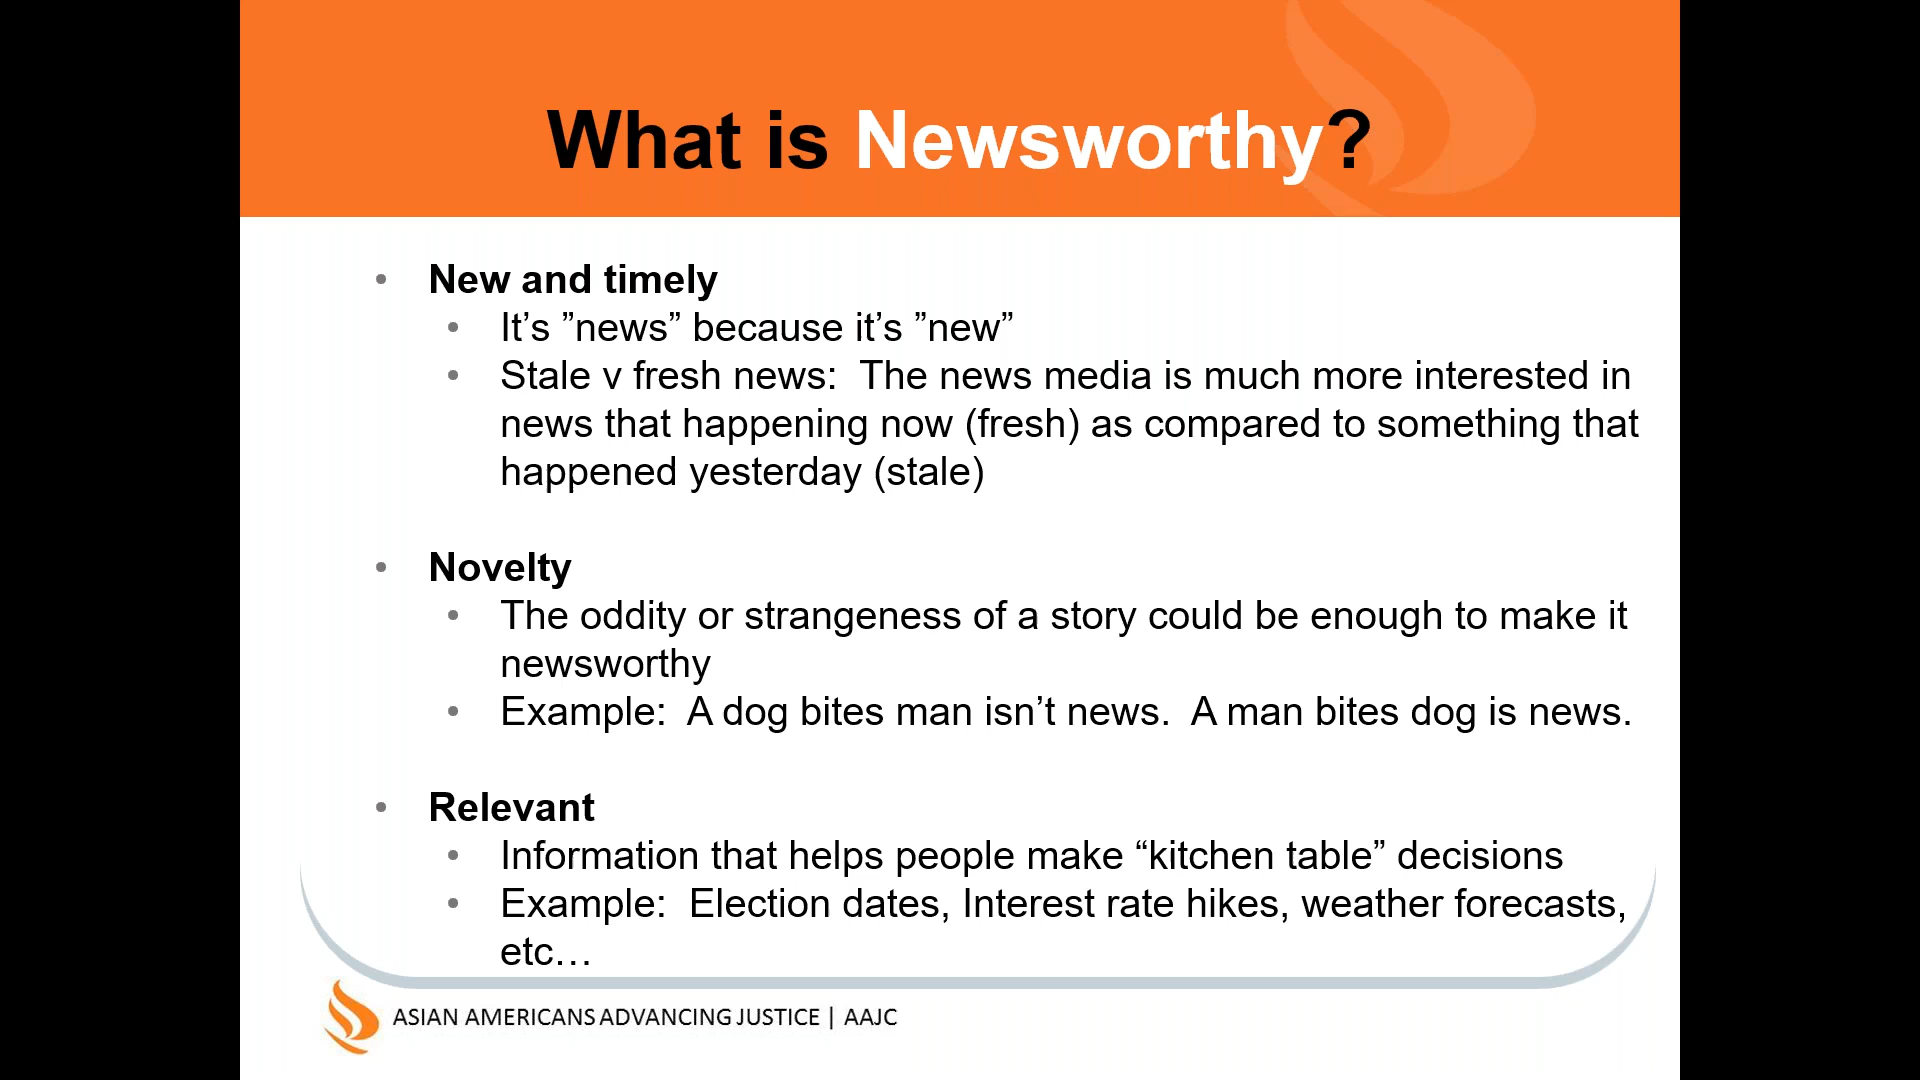 What is Newsworthy?
• New and timely
• It’s ”news” because it’s ”new”
• Stale v fresh news:  The news media is much more interested in
news that happening now (fresh) as compared to something that
happened yesterday (stale)
• Novelty
• The oddity or strangeness of a story could be enough to make it
newsworthy
• Example:  A dog bites man isn’t news.  A man bites dog is news.
• Relevant
• Information that helps people make “kitchen table” decisions
• Example:  Election dates, Interest rate hikes, weather forecasts,
etc…
ASIAN AMERICANS ADVANCING JUSTICE | AAJC